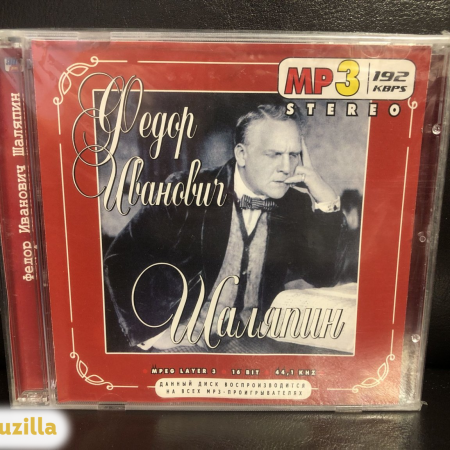 MP3 192 KBPS
STEREO
Федор
Иванович
Шаляпин
MPEG LAYER 3 16 BIT 44,1 KHZ
ДАННЫЙ ДИСК ВОСПРОИЗВОДИТСЯ
НА ВСЕХ MP3-ПРОИГРЫВАТЕЛЯХ
Федор Иванович Шаляпин
uzilla